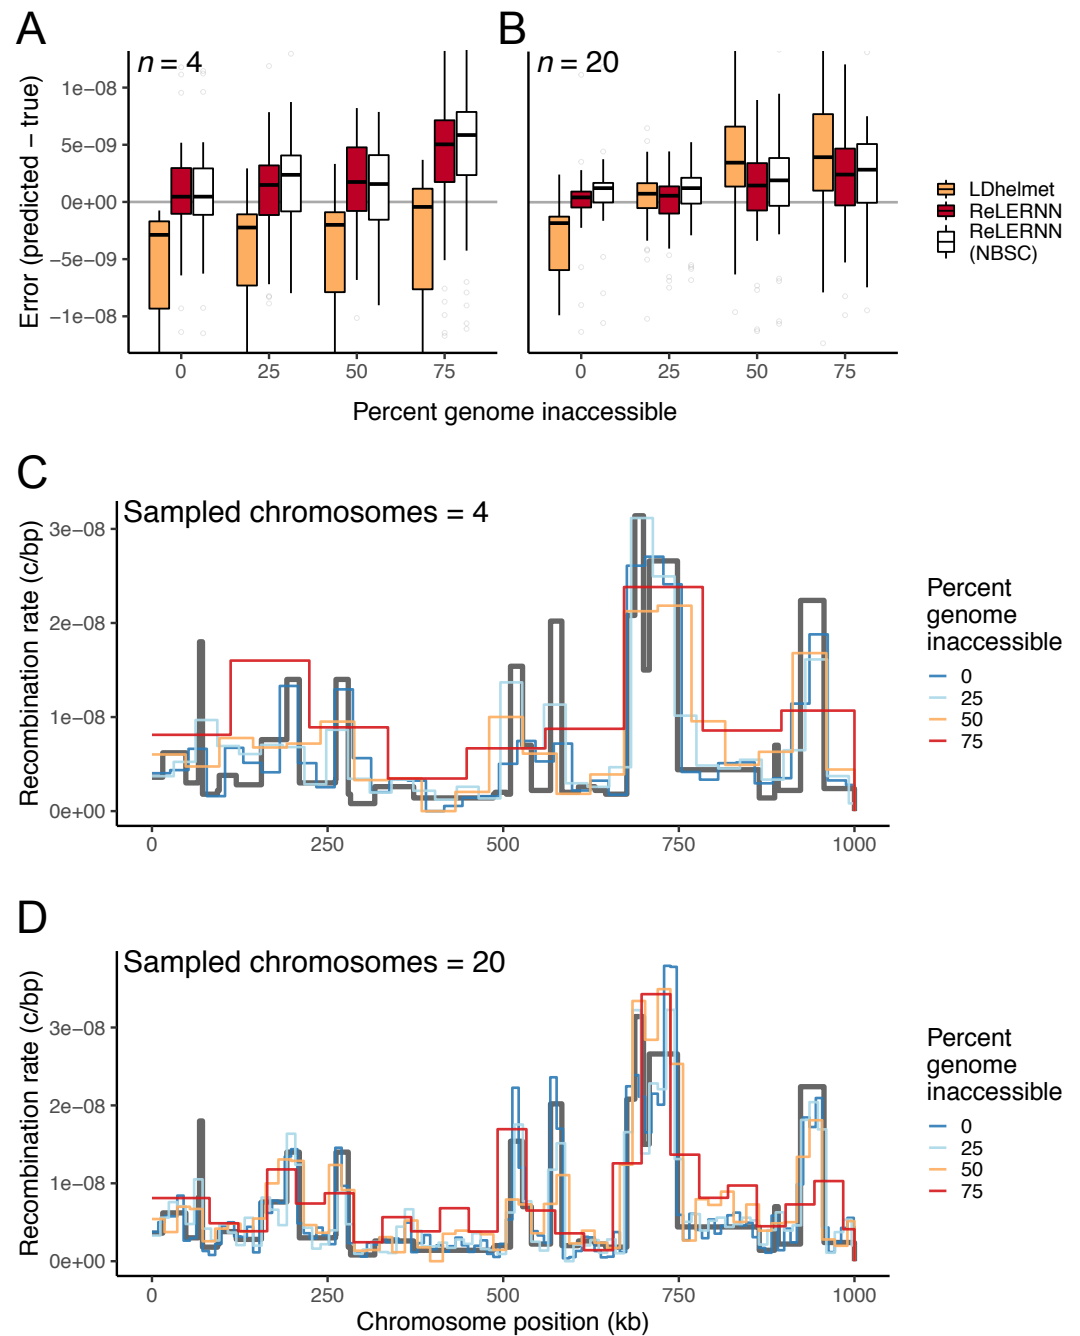 A
B
n = 4
n = 20
Error (predicted − true)
1e−08
5e−09
0e+00
−5e−09
−1e−08
0 25 50 75
0 25 50 75
Percent genome inaccessible
LDhelmet
ReLERNN
ReLERNN
(NBSC)
C
Sampled chromosomes = 4
Recombination rate (c/bp)
3e−08
2e−08
1e−08
0e+00
0 250 500 750 1000
Percent
genome
inaccessible
0
25
50
75
D
Sampled chromosomes = 20
Recombination rate (c/bp)
3e−08
2e−08
1e−08
0e+00
0 250 500 750 1000
Chromosome position (kb)
Percent
genome
inaccessible
0
25
50
75